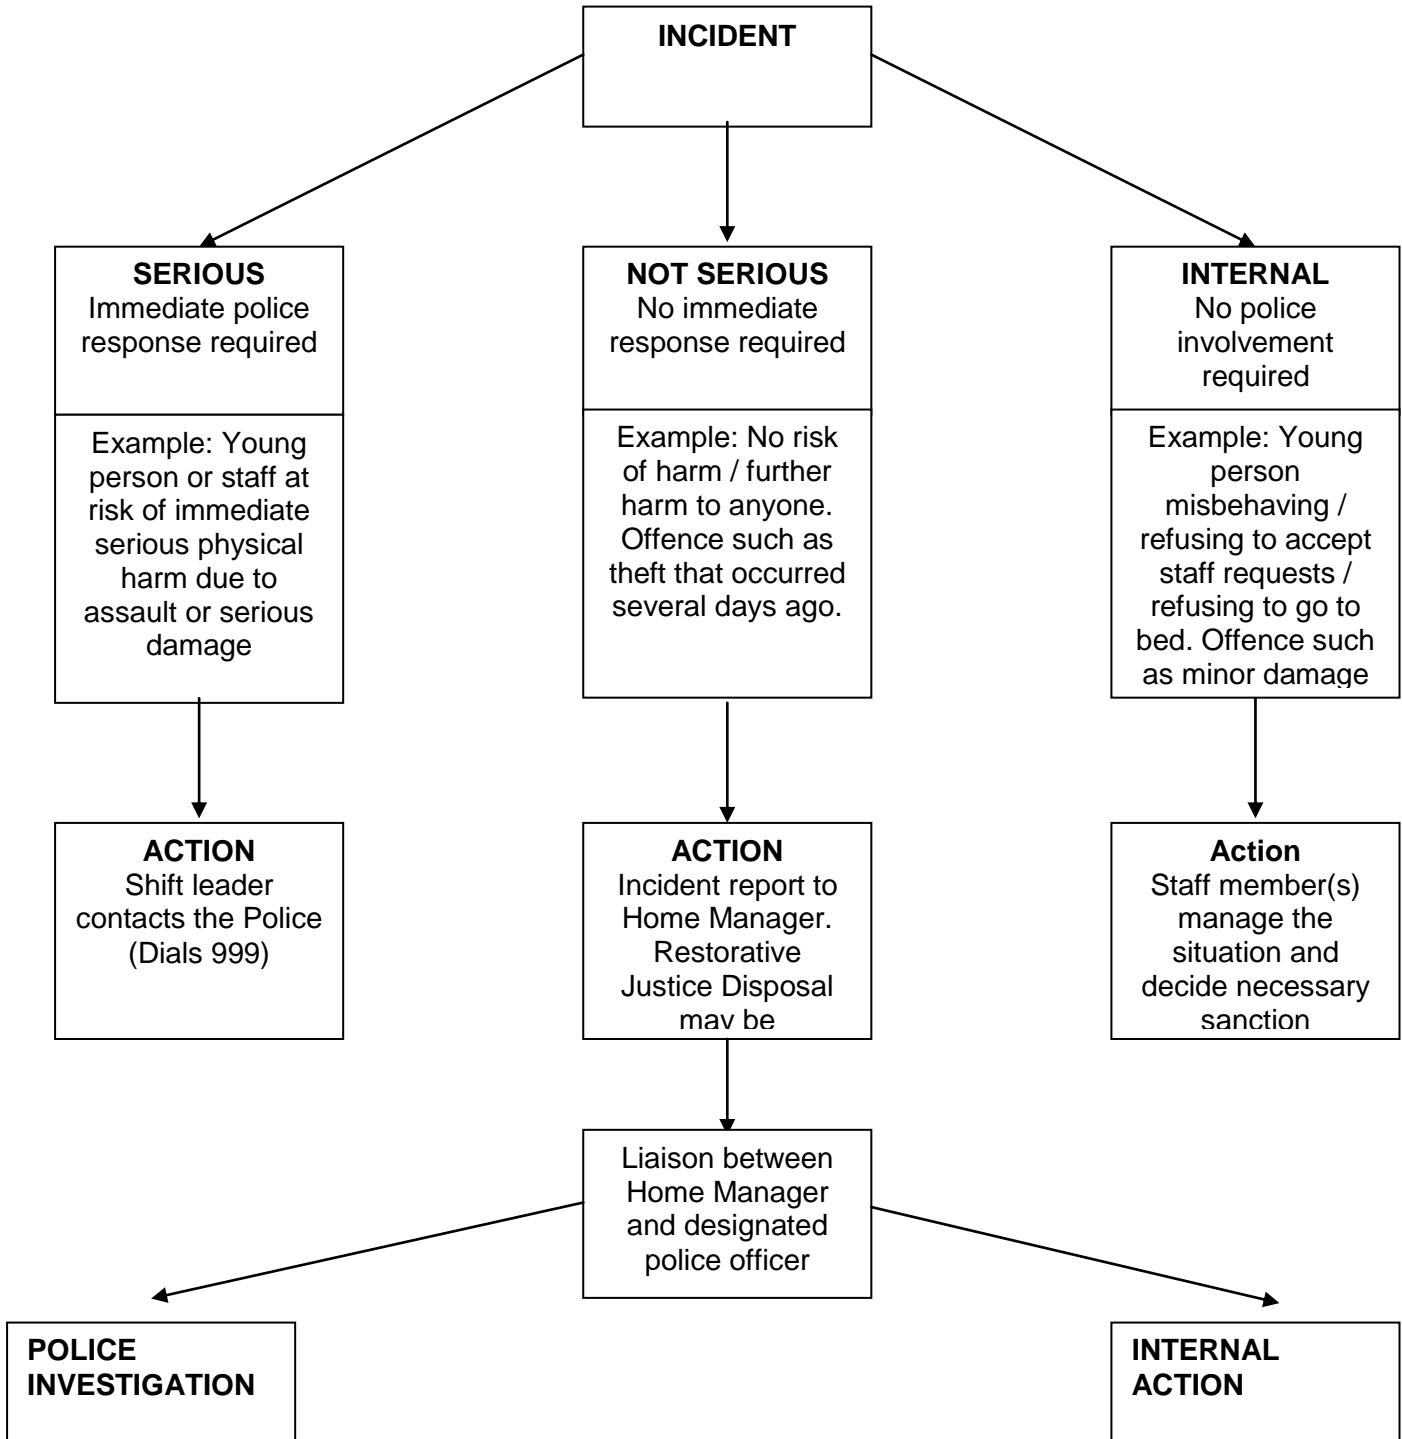 INCIDENT
SERIOUS
Immediate police
response required
NOT SERIOUS
No immediate
response required
INTERNAL
No police
involvement
required
Example: Young
person or staff at
risk of immediate
serious physical
harm due to
assault or serious
damage
Example: No risk
of harm / further
harm to anyone.
Offence such as
theft that occurred
several days ago.
Example: Young
person
misbehaving /
refusing to accept
staff requests /
refusing to go to
bed. Offence such
as minor damage
ACTION
Shift leader
contacts the Police
(Dials 999)
ACTION
Incident report to
Home Manager.
Restorative
Justice Disposal
may be
Action
Staff member(s)
manage the
situation and
decide necessary
sanction
Liaison between
Home Manager
and designated
police officer
POLICE
INVESTIGATION
INTERNAL
ACTION